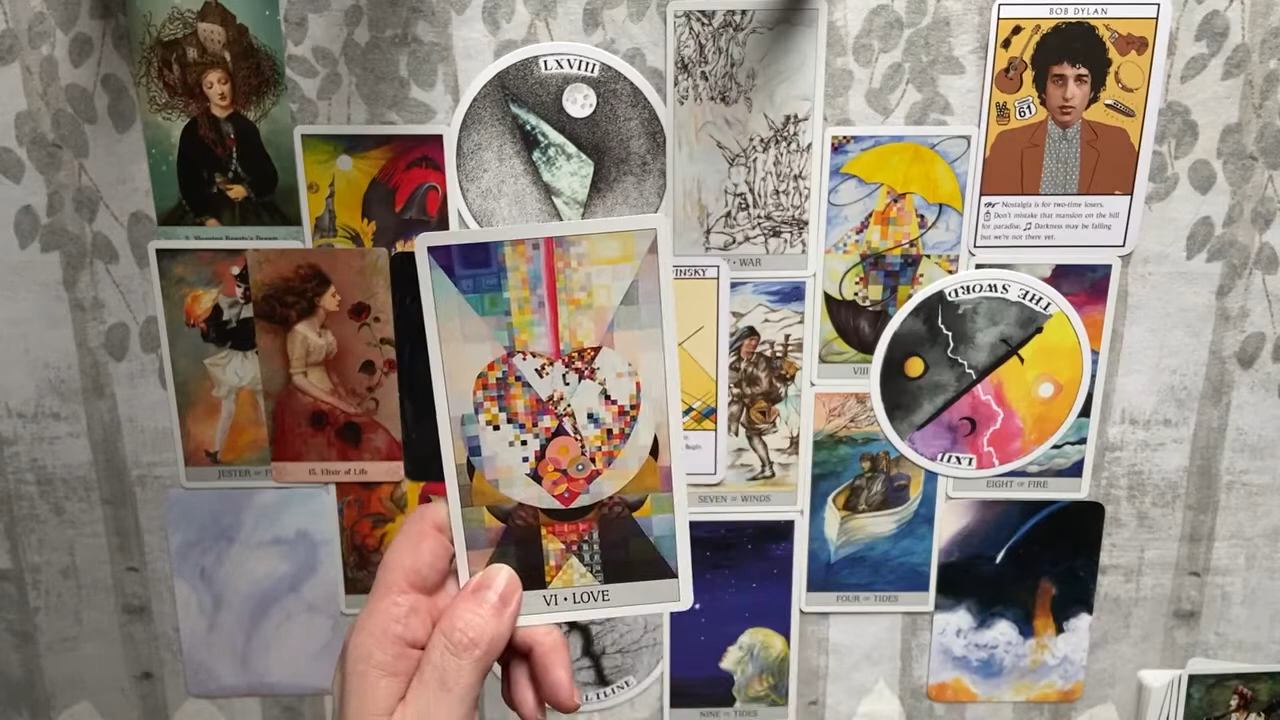 BOB DYLAN
61
Nostalgia is for two-time losers.
Don't mistake that mansion on the hill
for paradise. Darkness may be falling
but we're not there yet.
LXVIII
WAR
VIII
THE SWORD
LXII
EIGHT OF FIRE
JESTER OF
15. Elixir of Life
VI • LOVE
SEVEN OF WINDS
FOUR OF TIDES
NINE OF TIDES